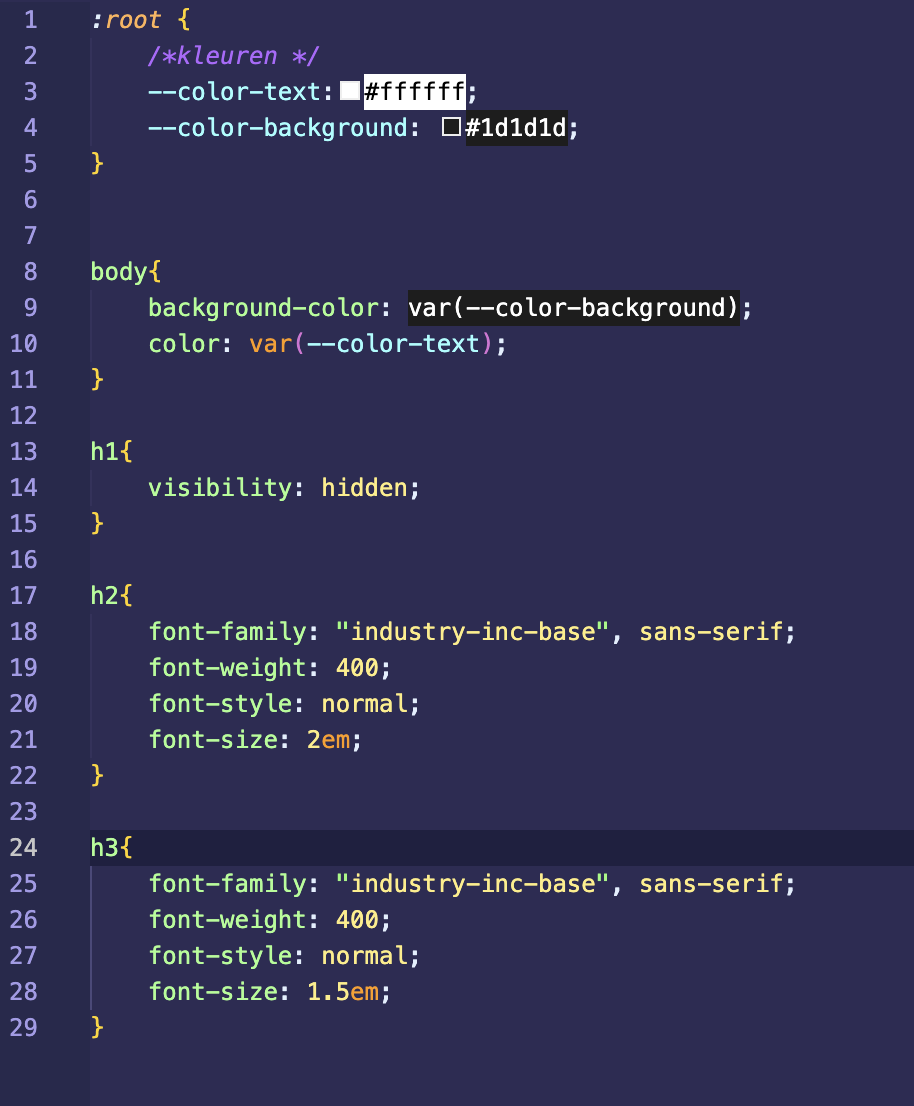 1 :root {
2     /*kleuren */
3     --color-text: #ffffff;
4     --color-background: #1d1d1d;
5 }
6
7
8 body{
9     background-color: var(--color-background);
10     color: var(--color-text);
11 }
12
13 h1{
14     visibility: hidden;
15 }
16
17 h2{
18     font-family: "industry-inc-base", sans-serif;
19     font-weight: 400;
20     font-style: normal;
21     font-size: 2em;
22 }
23
24 h3{
25     font-family: "industry-inc-base", sans-serif;
26     font-weight: 400;
27     font-style: normal;
28     font-size: 1.5em;
29 }